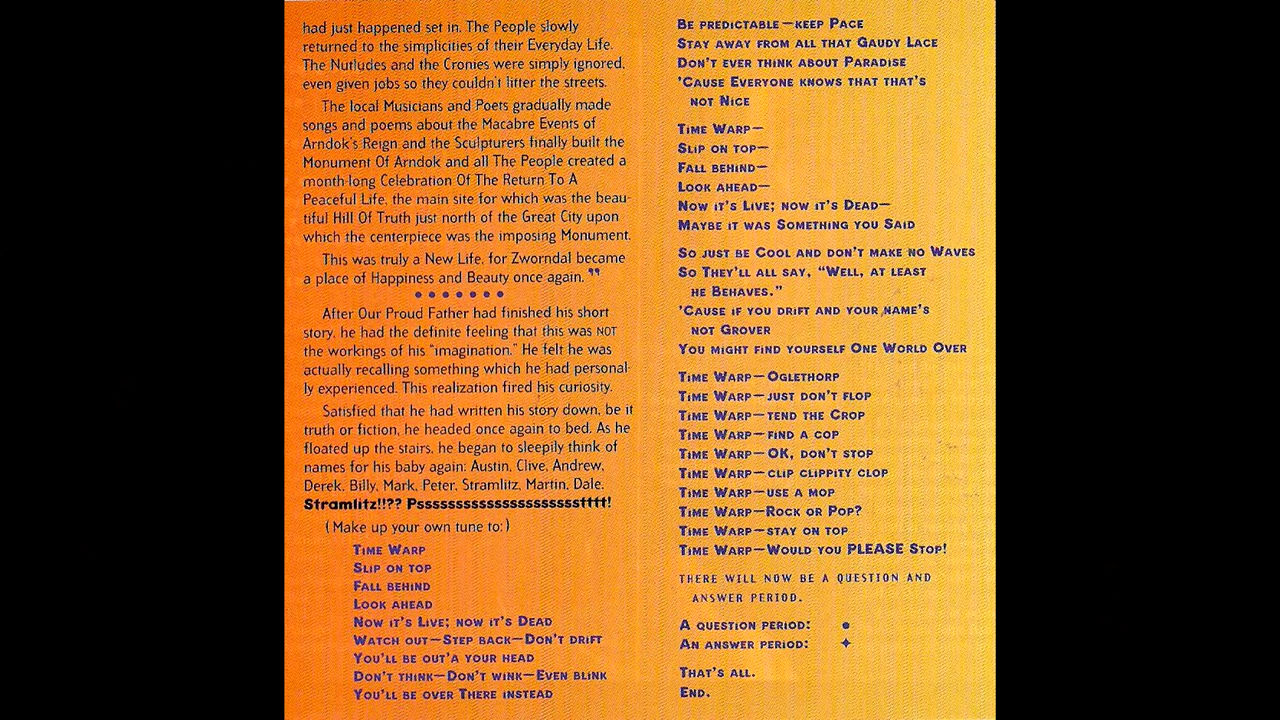 had just happened set in. The People slowly
returned to the simplicities of their Everyday Life.
The Nutludes and the Cronies were simply ignored,
even given jobs so they couldn't litter the streets.
The local Musicians and Poets gradually made
songs and poems about the Macabre Events of
Arndok's Reign and the Sculpturers finally built the
Monument Of Arndok and all The People created a
month-long Celebration Of The Return To A
Peaceful Life, the main site for which was the beau-
tiful Hill Of Truth just north of the Great City upon
which the centerpiece was the imposing Monument.
This was truly a New Life, for Zworndal became
a place of Happiness and Beauty once again.”
• • • • • • •
After Our Proud Father had finished his short
story, he had the definite feeling that this was NOT
the workings of his “imagination.” He felt he was
actually recalling something which he had personal-
ly experienced. This realization fired his curiosity.
Satisfied that he had written his story down, be it
truth or fiction, he headed once again to bed. As he
floated up the stairs, he began to sleepily think of
names for his baby again: Austin, Clive, Andrew,
Derek, Billy, Mark, Peter, Stramlitz, Martin, Dale,
Stramlitz!!?? Psssssssssssssssssssssstttt!
(Make up your own tune to:)
TIME WARP
SLIP ON TOP
FALL BEHIND
LOOK AHEAD
NOW IT'S LIVE; NOW IT'S DEAD
WATCH OUT—STEP BACK—DON'T DRIFT
YOU'LL BE OUT'A YOUR HEAD
DON'T THINK—DON'T WINK—EVEN BLINK
YOU'LL BE OVER THERE INSTEAD
BE PREDICTABLE—KEEP PACE
STAY AWAY FROM ALL THAT GAUDY LACE
DON'T EVER THINK ABOUT PARADISE
'CAUSE EVERYONE KNOWS THAT THAT'S
NOT NICE
TIME WARP—
SLIP ON TOP—
FALL BEHIND—
LOOK AHEAD—
NOW IT'S LIVE; NOW IT'S DEAD—
MAYBE IT WAS SOMETHING YOU SAID
SO JUST BE COOL AND DON'T MAKE NO WAVES
SO THEY'LL ALL SAY, “WELL, AT LEAST
HE BEHAVES.”
'CAUSE IF YOU DRIFT AND YOUR NAME'S
NOT GROVER
YOU MIGHT FIND YOURSELF ONE WORLD OVER
TIME WARP—OGLETHORP
TIME WARP—JUST DON'T FLOP
TIME WARP—TEND THE CROP
TIME WARP—FIND A COP
TIME WARP—OK, DON'T STOP
TIME WARP—CLIP CLIPPITY CLOP
TIME WARP—USE A MOP
TIME WARP—ROCK OR POP?
TIME WARP—STAY ON TOP
TIME WARP—WOULD YOU PLEASE STOP!
THERE WILL NOW BE A QUESTION AND
ANSWER PERIOD.
A QUESTION PERIOD: •
AN ANSWER PERIOD: ✦
THAT'S ALL.
END.